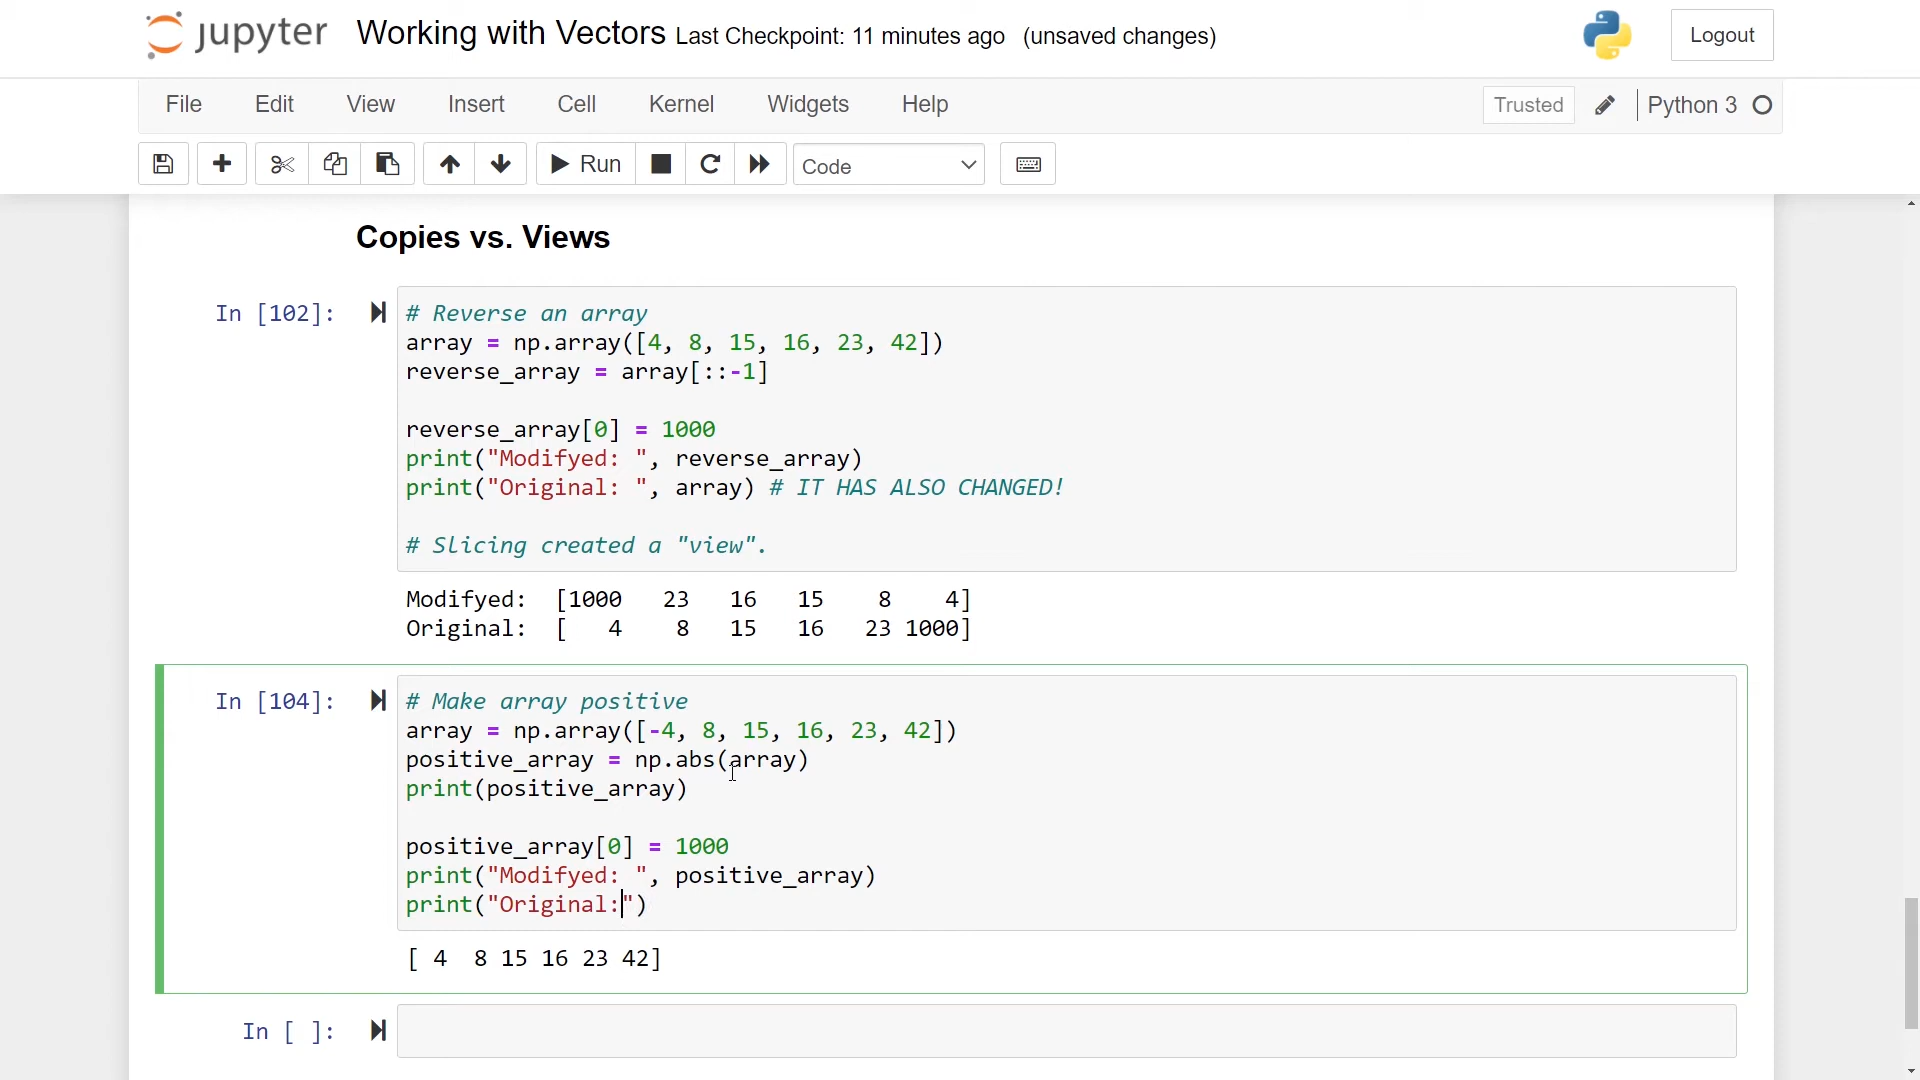 jupyter Working with Vectors Last Checkpoint: 11 minutes ago (unsaved changes) Logout
File Edit View Insert Cell Kernel Widgets Help Trusted Python 3
Run Code
Copies vs. Views
In [102]: # Reverse an array
array = np.array([4, 8, 15, 16, 23, 42])
reverse_array = array[::-1]
reverse_array[0] = 1000
print("Modifyed: ", reverse_array)
print("Original: ", array) # IT HAS ALSO CHANGED!
# Slicing created a "view".
Modifyed: [1000 23 16 15 8 4]
Original: [ 4 8 15 16 23 1000]
In [104]: # Make array positive
array = np.array([-4, 8, 15, 16, 23, 42])
positive_array = np.abs(array)
print(positive_array)
positive_array[0] = 1000
print("Modifyed: ", positive_array)
print("Original:")
[ 4 8 15 16 23 42]
In [ ]: